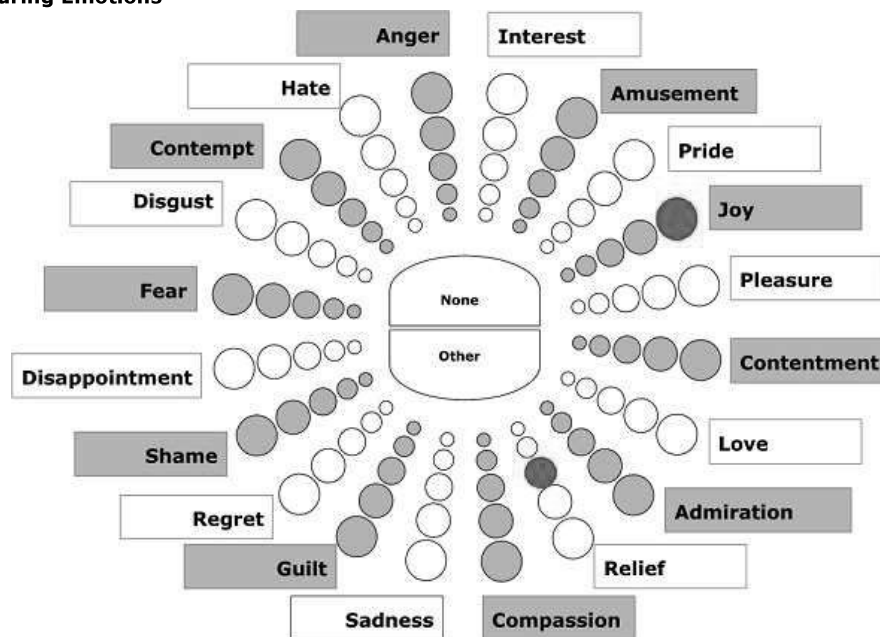 Anger
Interest
Hate
Amusement
Contempt
Pride
Disgust
Joy
Fear
Pleasure
None
Other
Disappointment
Contentment
Shame
Love
Regret
Admiration
Guilt
Relief
Sadness
Compassion